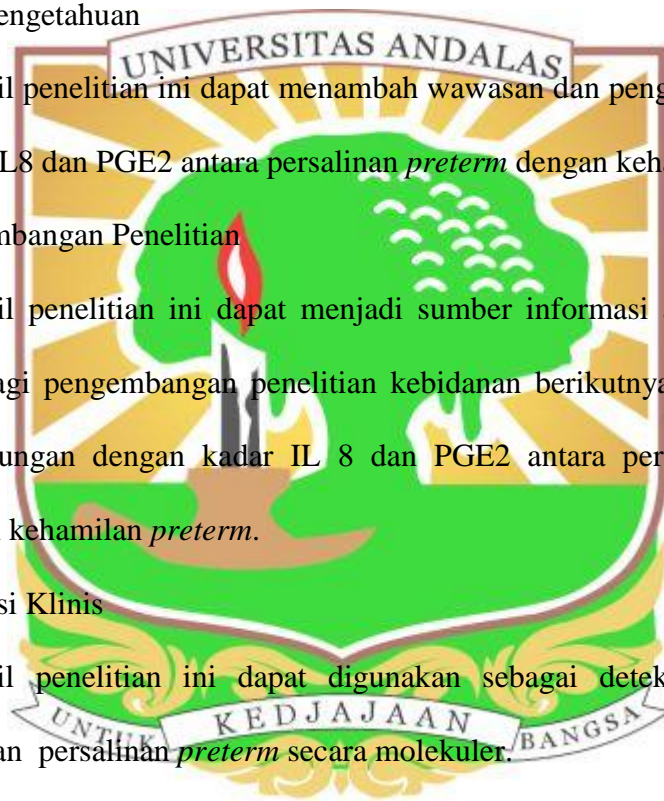 engetahuan
UNIVERSITAS ANDALAS
il penelitian ini dapat menambah wawasan dan peng
L8 dan PGE2 antara persalinan preterm dengan keha
mbangan Penelitian
il penelitian ini dapat menjadi sumber informasi
agi pengembangan penelitian kebidanan berikutnya
ungan dengan kadar IL 8 dan PGE2 antara per
kehamilan preterm.
si Klinis
il penelitian ini dapat digunakan sebagai detek
an persalinan preterm secara molekuler.
UNTUK KEDJAJAAN BANGSA